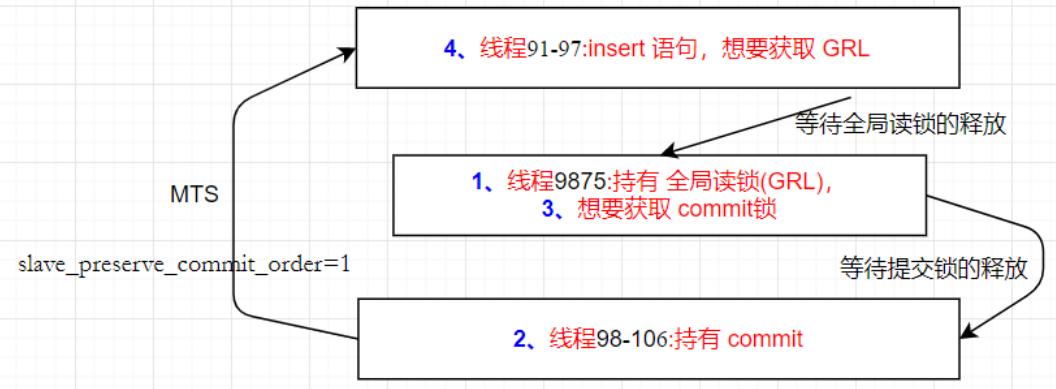 4、线程91-97:insert 语句，想要获取 GRL
等待全局读锁的释放
1、线程9875:持有 全局读锁(GRL)，
3、想要获取 commit锁
MTS
slave_preserve_commit_order=1
等待提交锁的释放
2、线程98-106:持有 commit